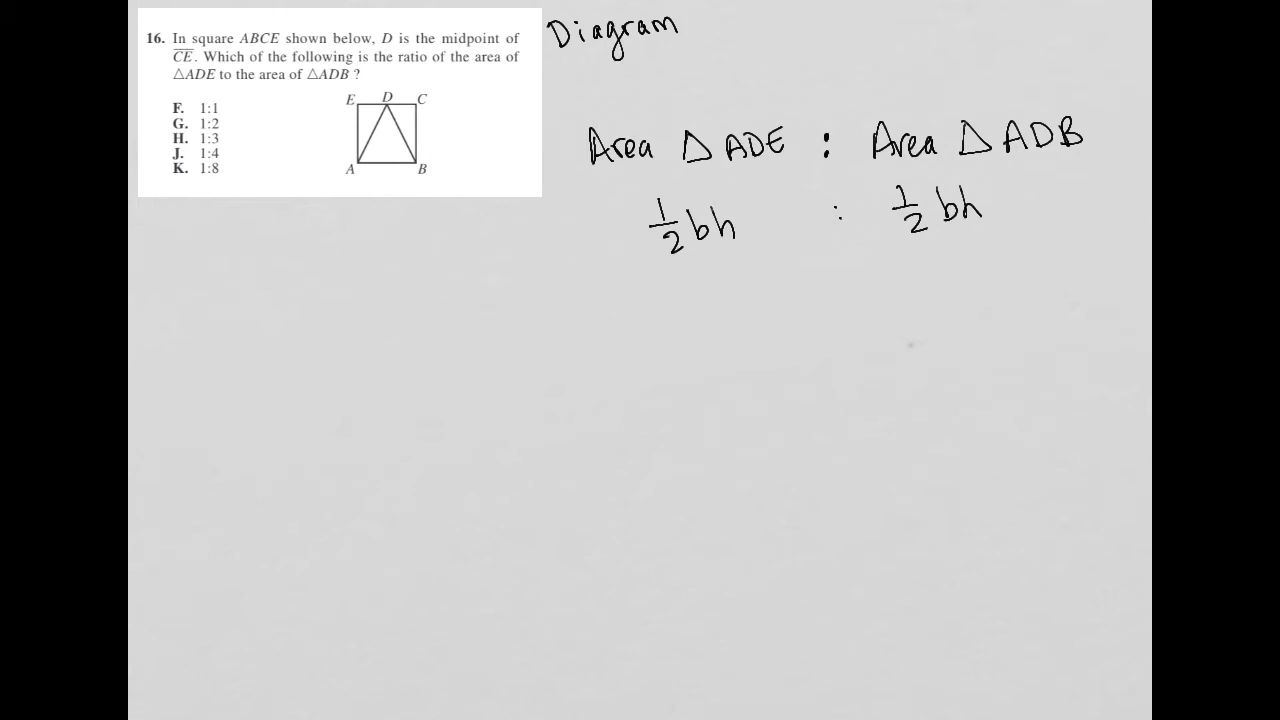 16. In square ABCE shown below, D is the midpoint of
CE. Which of the following is the ratio of the area of
△ADE to the area of △ADB ?
F. 1:1
G. 1:2
H. 1:3
J. 1:4
K. 1:8
E D C
A B
Diagram
Area △ ADE : Area △ ADB
1/2 bh : 1/2 bh